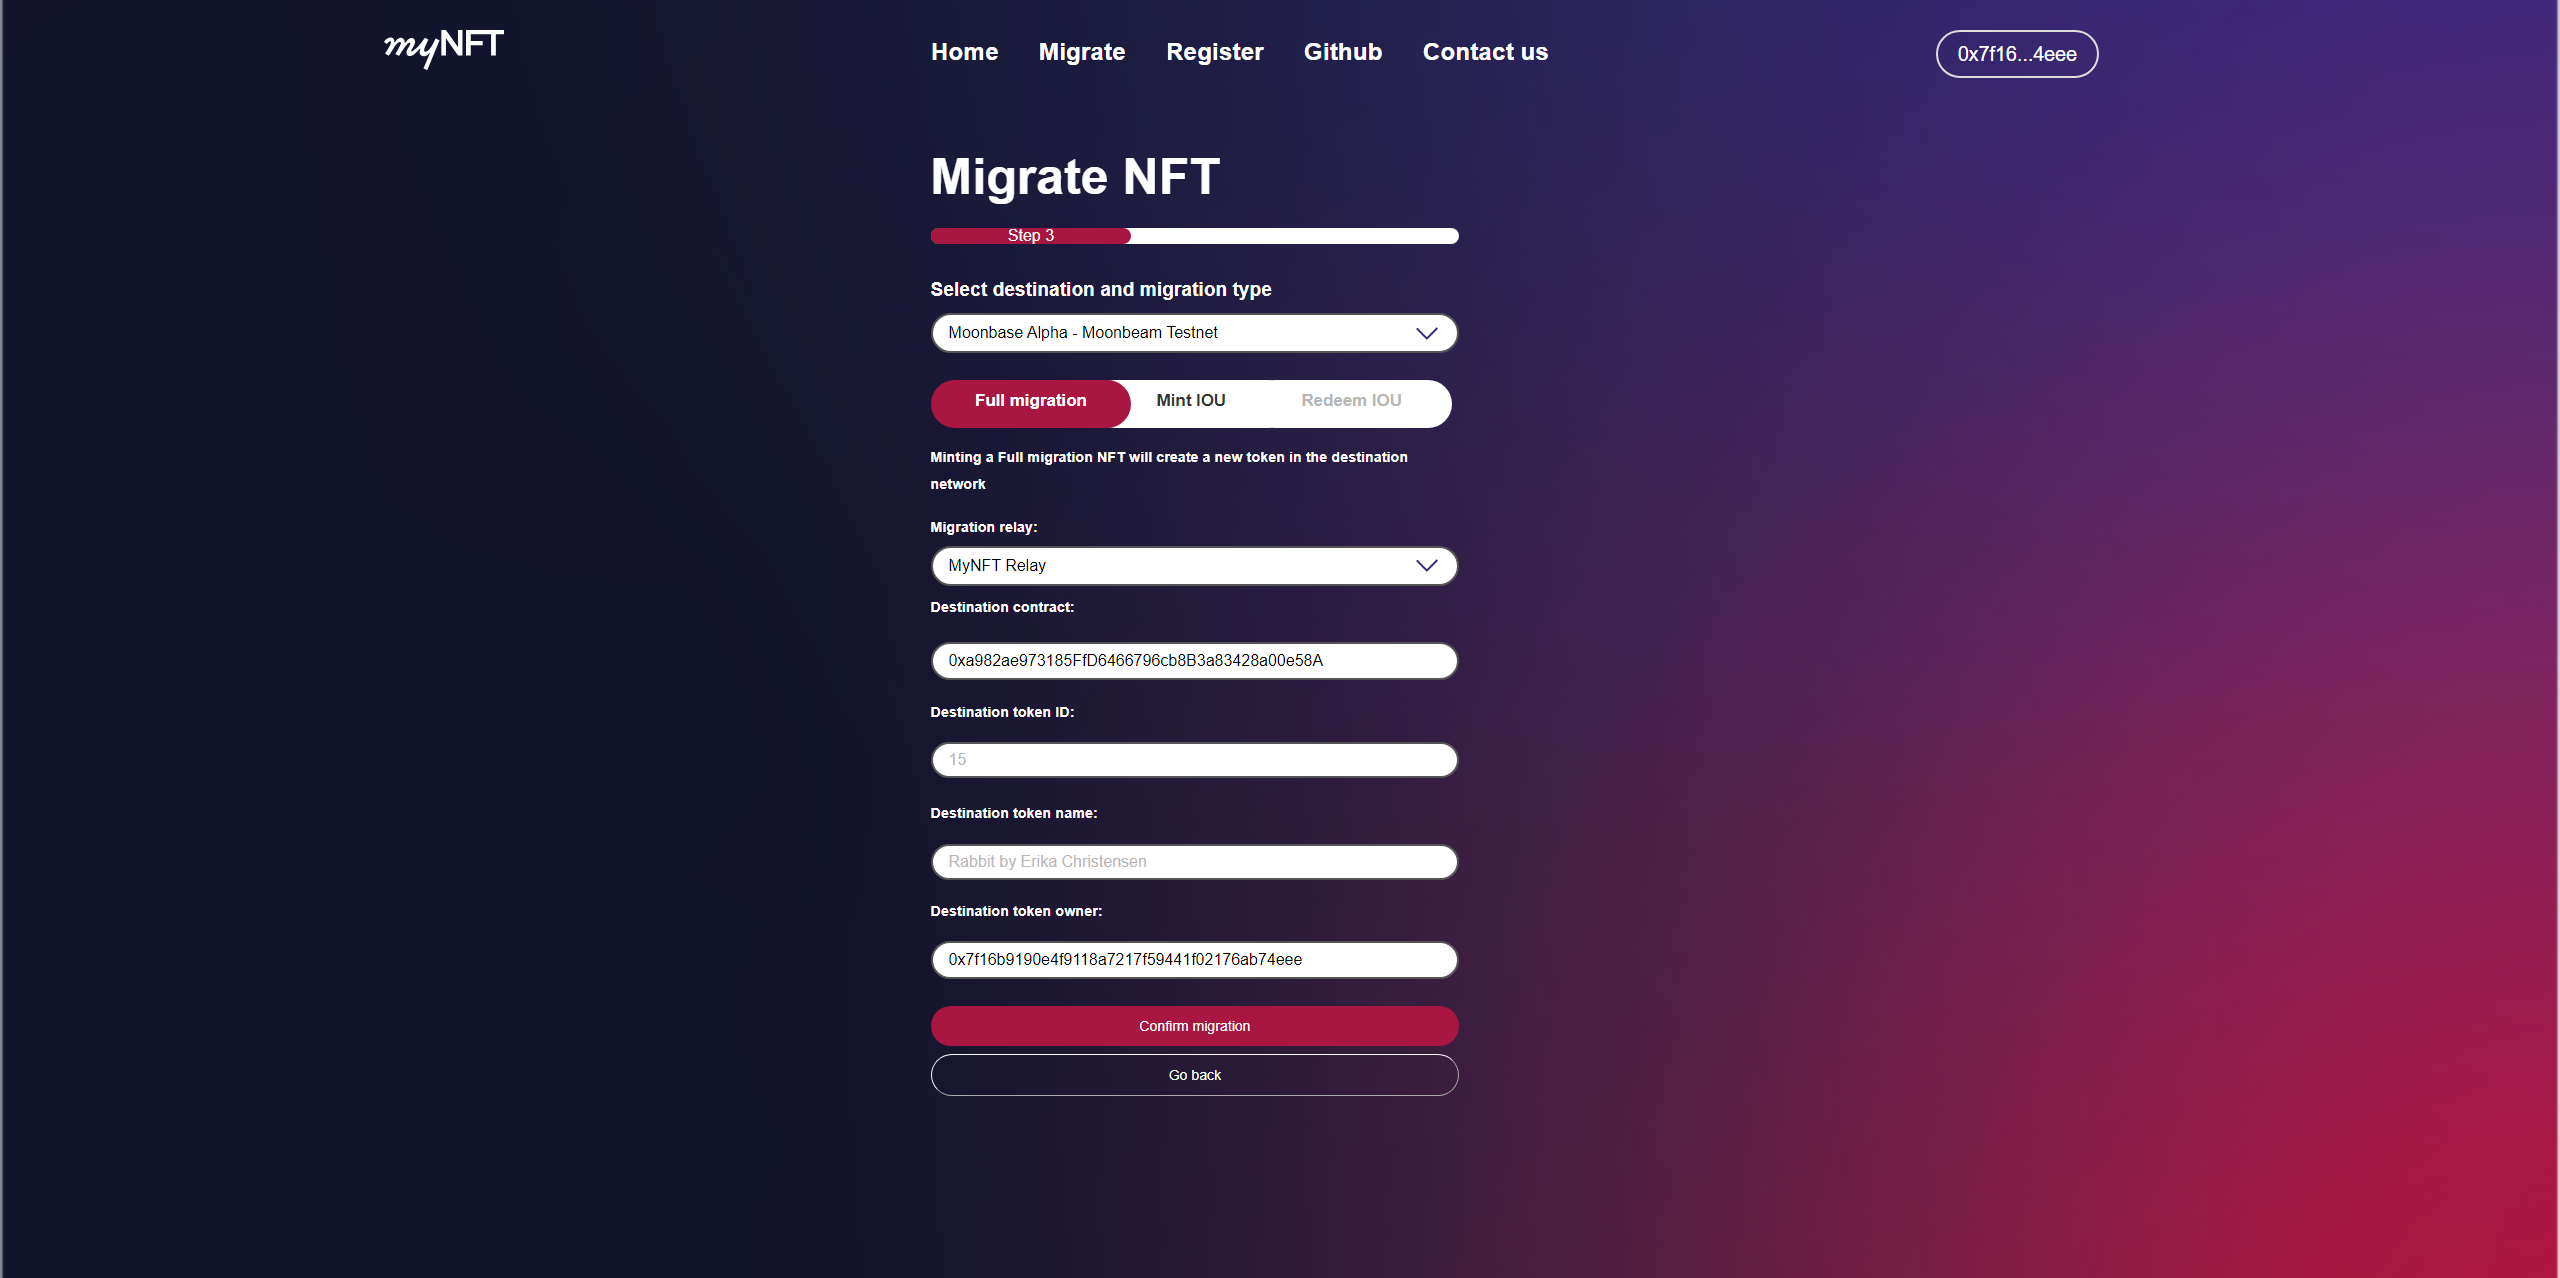 myNFT
Home Migrate Register Github Contact us
0x7f16...4eee
Migrate NFT
Step 3
Select destination and migration type
Moonbase Alpha - Moonbeam Testnet
Full migration Mint IOU Redeem IOU
Minting a Full migration NFT will create a new token in the destination
network
Migration relay:
MyNFT Relay
Destination contract:
0xa982ae973185FfD6466796cb8B3a83428a00e58A
Destination token ID:
15
Destination token name:
Rabbit by Erika Christensen
Destination token owner:
0x7f16b9190e4f9118a7217f59441f02176ab74eee
Confirm migration
Go back